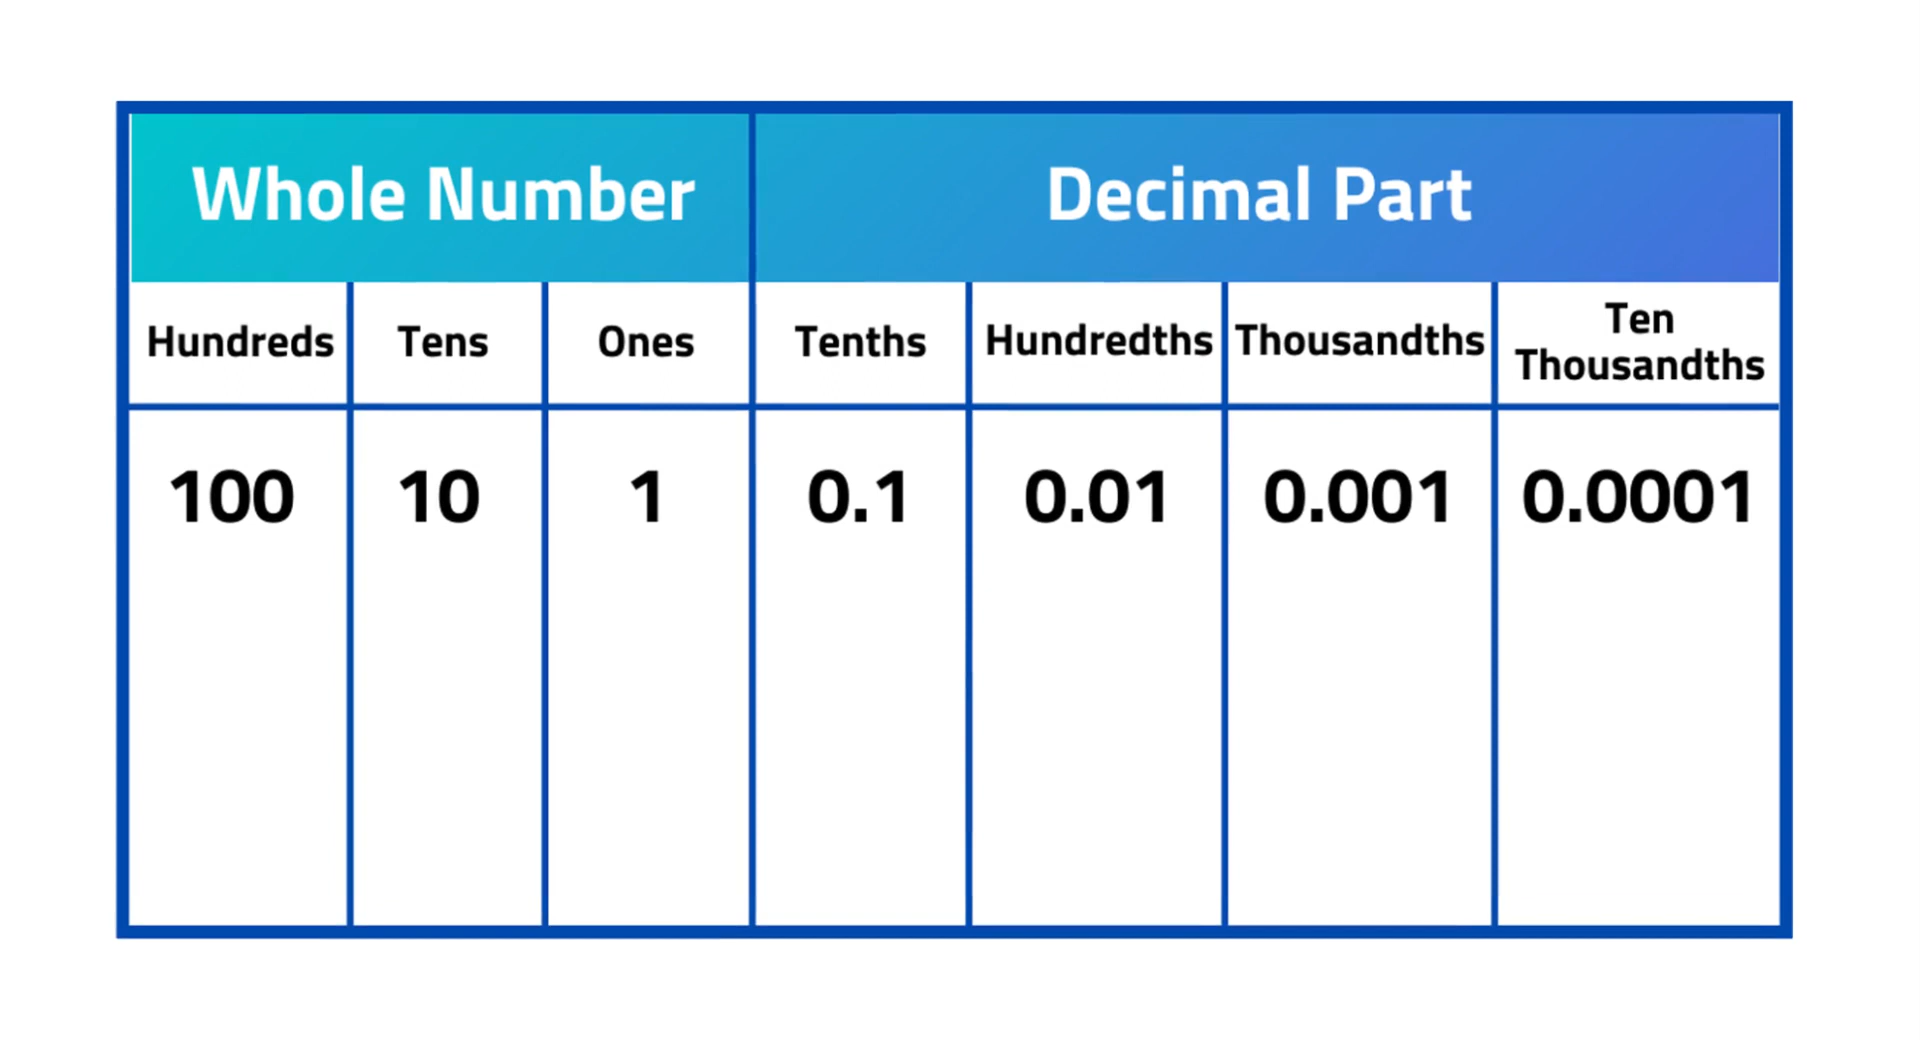 Whole Number Decimal Part
Hundreds Tens Ones Tenths Hundredths Thousandths Ten
Thousandths
100 10 1 0.1 0.01 0.001 0.0001